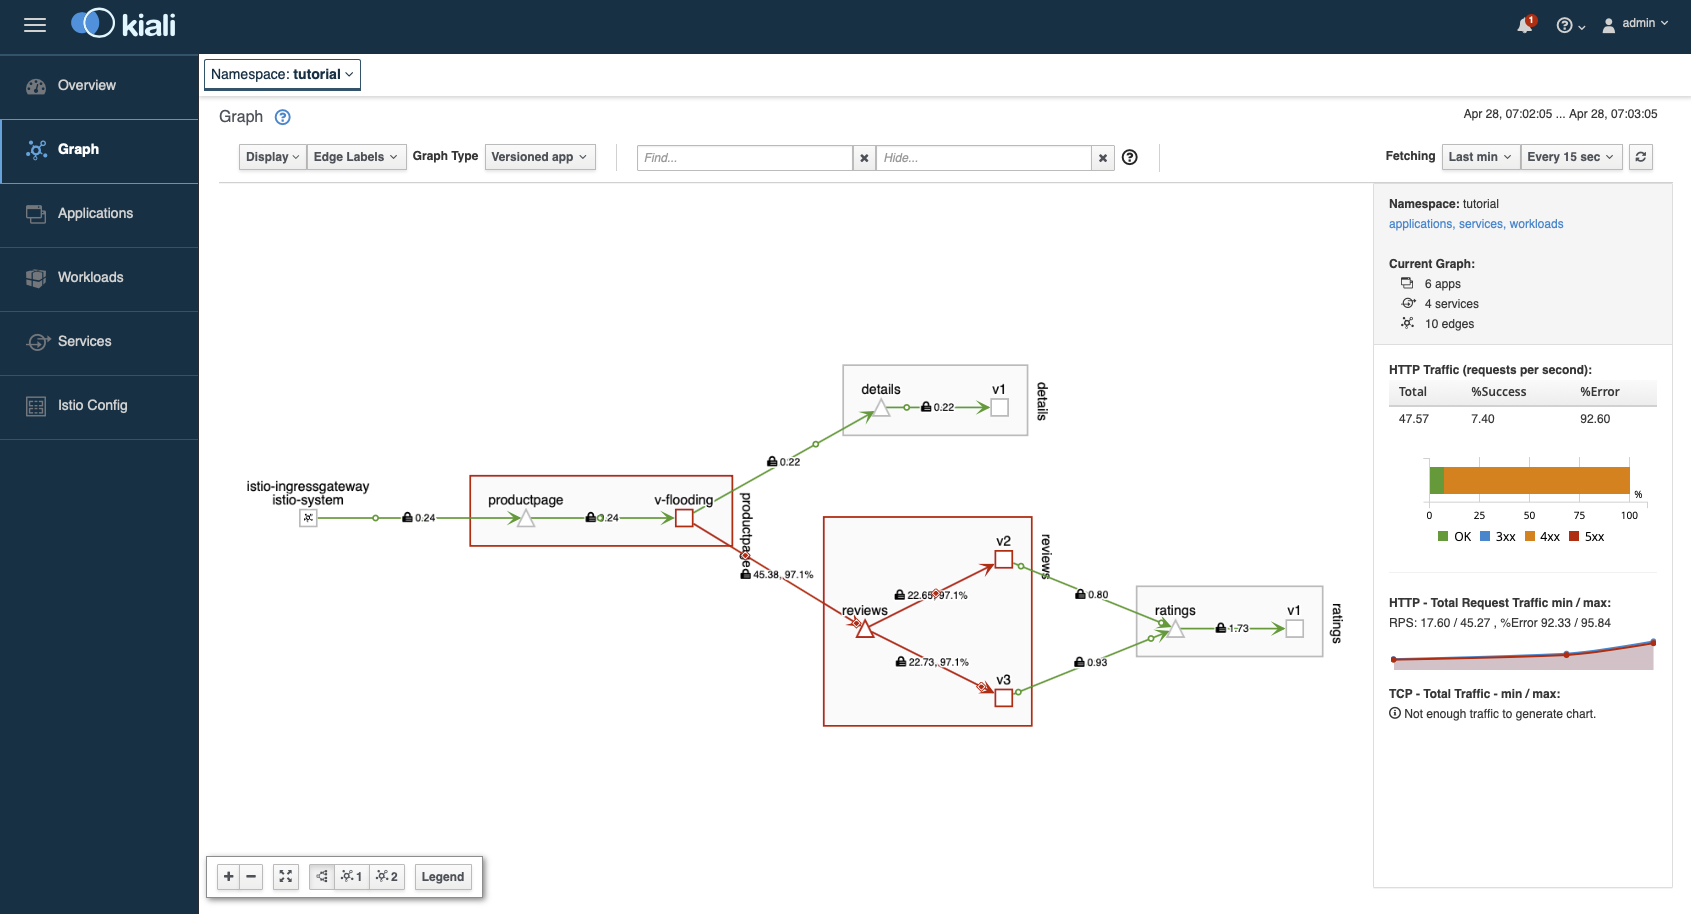 kiali
1
admin
Namespace: tutorial
Overview
Graph
Applications
Workloads
Services
Istio Config
Graph
Apr 28, 07:02:05 ... Apr 28, 07:03:05
Display
Edge Labels
Graph Type
Versioned app
Find...
Hide...
Fetching
Last min
Every 15 sec
Namespace: tutorial
applications, services, workloads
Current Graph:
6 apps
4 services
10 edges
HTTP Traffic (requests per second):
Total %Success %Error
47.57 7.40 92.60
%
0 25 50 75 100
OK 3xx 4xx 5xx
HTTP - Total Request Traffic min / max:
RPS: 17.60 / 45.27 , %Error 92.33 / 95.84
TCP - Total Traffic - min / max:
Not enough traffic to generate chart.
details
v1
details
0.22
0.22
istio-ingressgateway
istio-system
0.24
productpage
0.24
v-flooding
productpage
45.38, 97.1%
v2
reviews
22.65, 97.1%
reviews
22.73, 97.1%
v3
0.80
0.93
ratings
1.73
v1
ratings
1
2
Legend